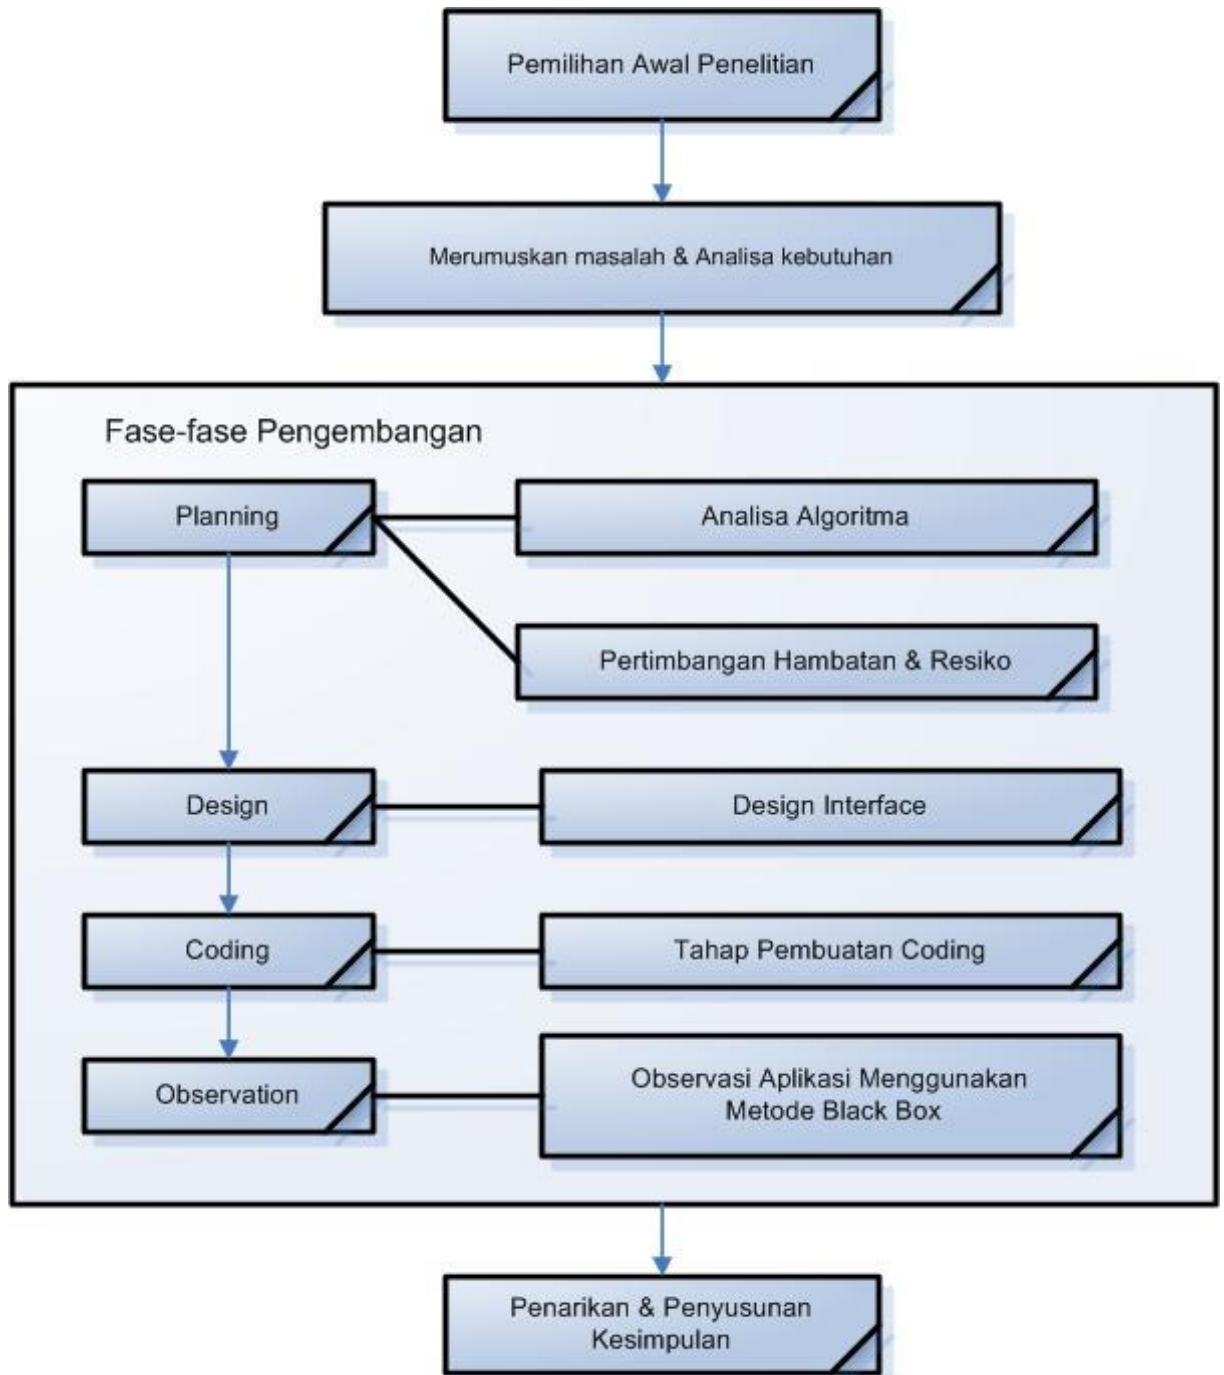 Pemilihan Awal Penelitian
Merumuskan masalah & Analisa kebutuhan
Fase-fase Pengembangan
Planning
Analisa Algoritma
Pertimbangan Hambatan & Resiko
Design
Design Interface
Coding
Tahap Pembuatan Coding
Observation
Observasi Aplikasi Menggunakan
Metode Black Box
Penarikan & Penyusunan
Kesimpulan